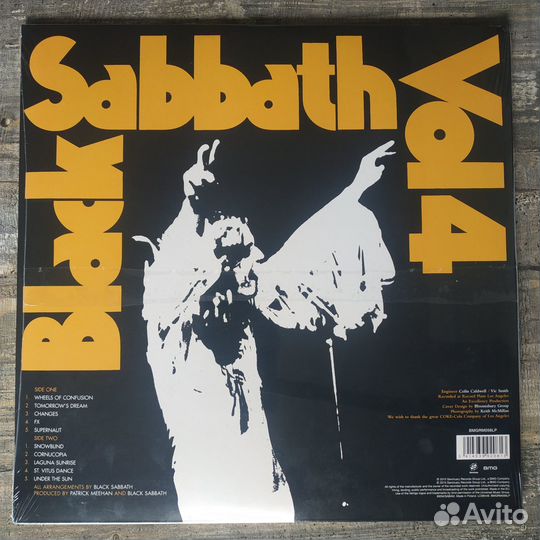 Black
Sabbath
Vol 4
SIDE ONE
1. WHEELS OF CONFUSION
2. TOMORROW'S DREAM
3. CHANGES
4. FX
5. SUPERNAUT
SIDE TWO
1. SNOWBLIND
2. CORNUCOPIA
3. LAGUNA SUNRISE
4. ST. VITUS DANCE
5. UNDER THE SUN
ALL ARRANGEMENTS BY BLACK SABBATH
PRODUCED BY PATRICK MEEHAN AND BLACK SABBATH
Engineer Colin Caldwell / Vic Smith
Recorded at Record Plant Los Angeles
An Excellency Production
Cover Design by Bloomsbury Group
Photography by Keith McMillan
We wish to thank the great COKE-Cola Company of Los Angeles
BMGRM056LP
BMG
Avito